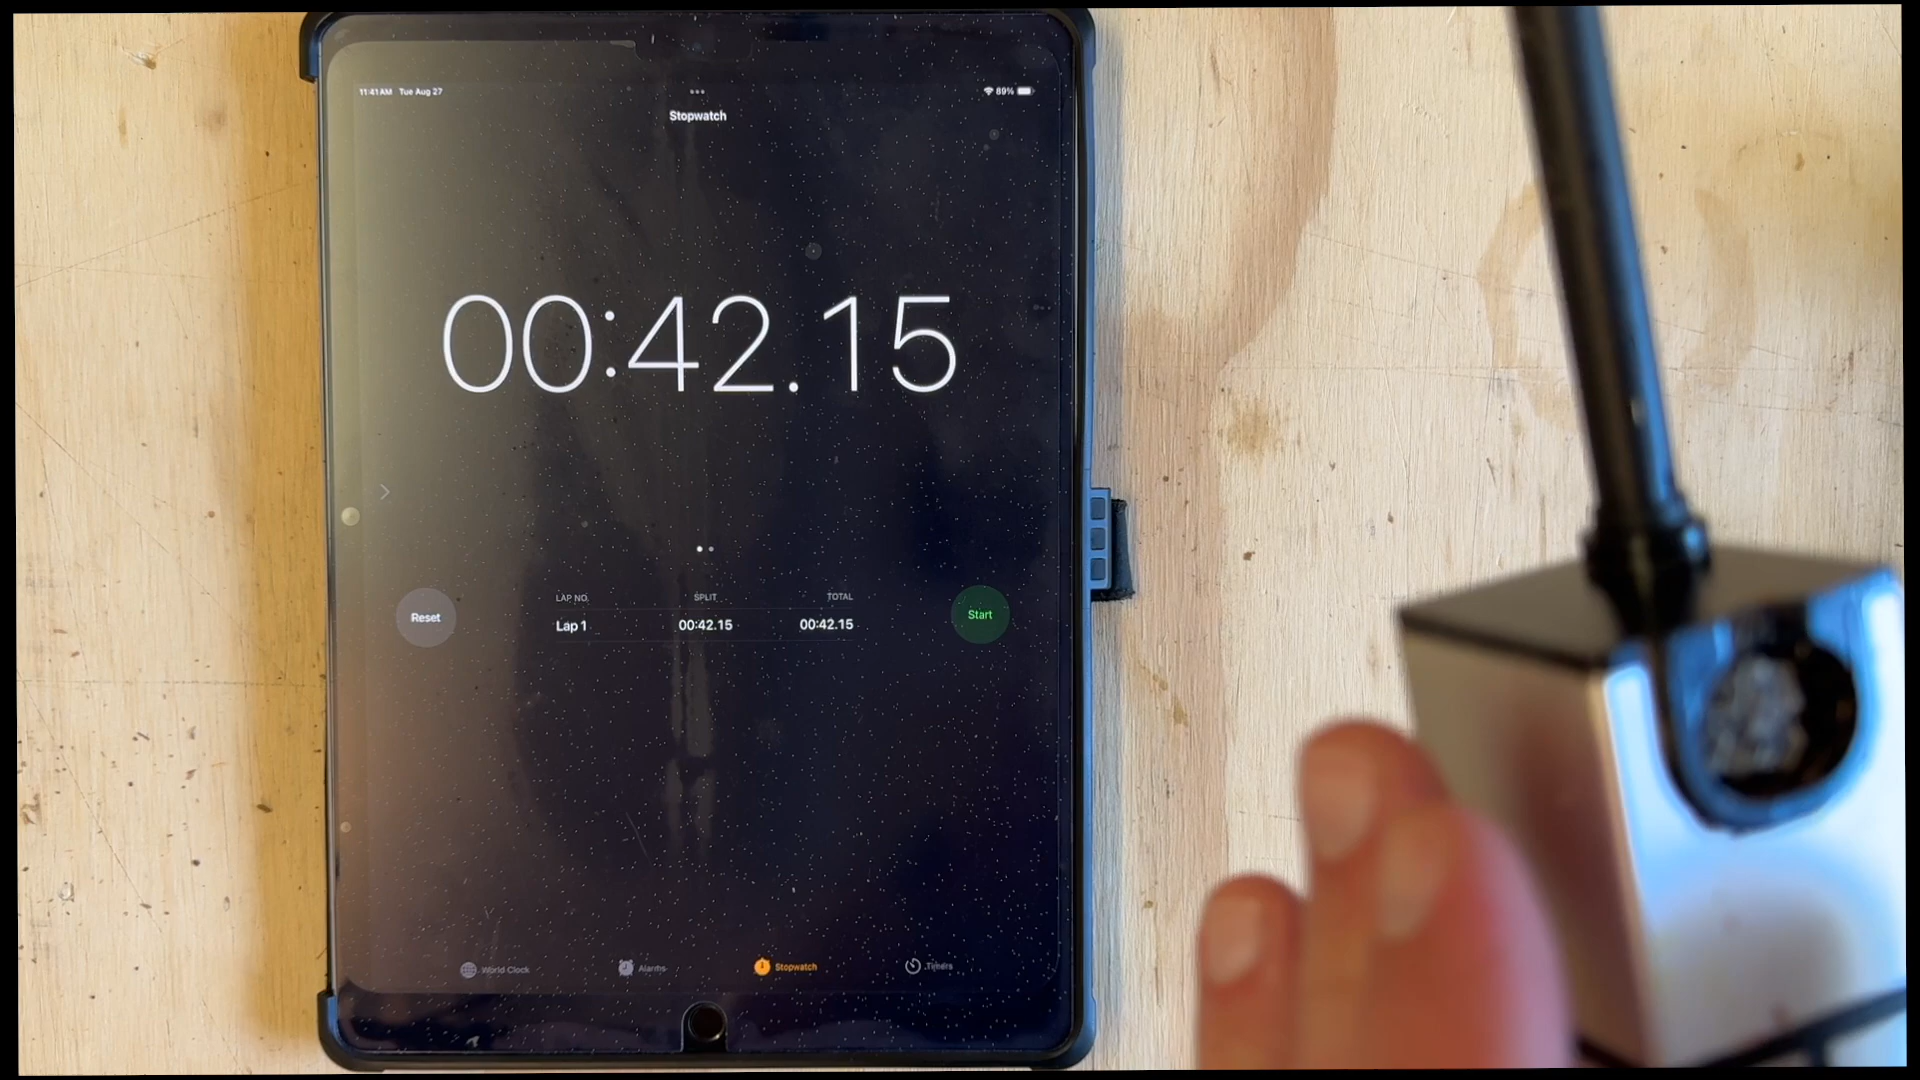 11:41 AM Tue Aug 27
89%
Stopwatch
00:42.15
LAP NO. SPLIT TOTAL
Reset
Lap 1 00:42.15 00:42.15
Start
World Clock Alarms Stopwatch Timers